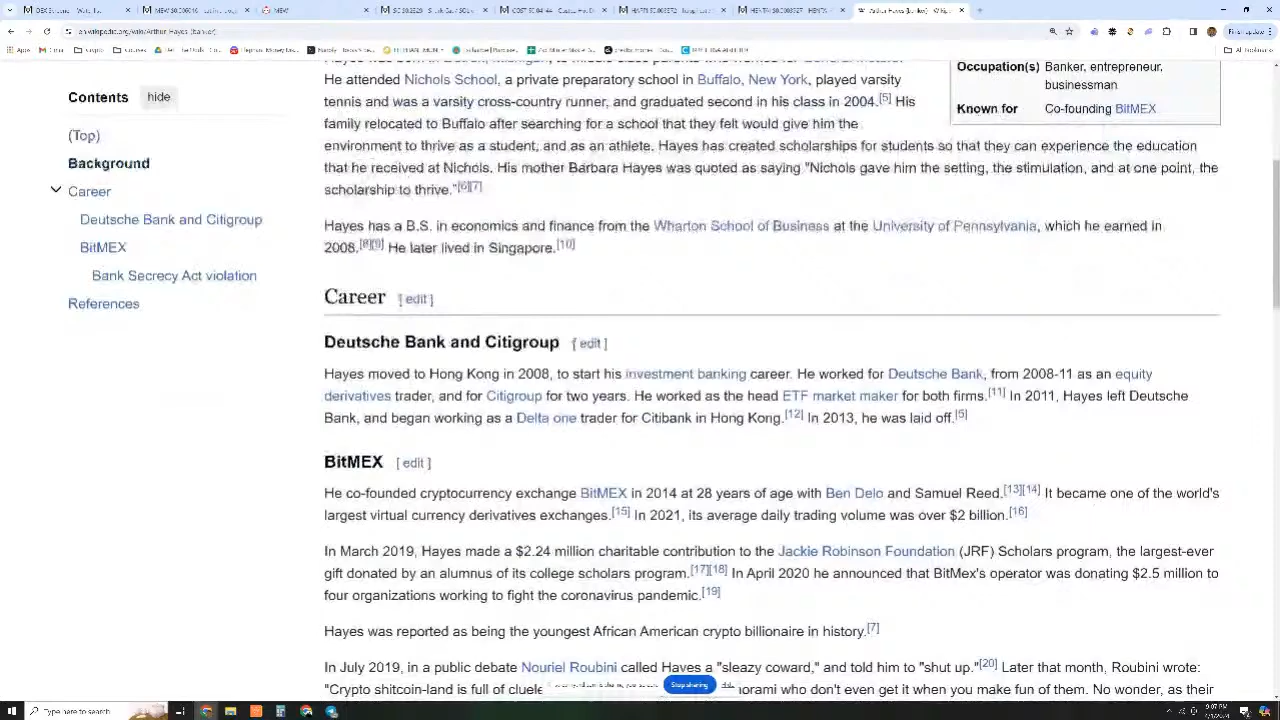 en.wikipedia.org/wiki/Arthur_Hayes_(banker)
Contents hide
(Top)
Background
Career
Deutsche Bank and Citigroup
BitMEX
Bank Secrecy Act violation
References
Occupation(s) Banker, entrepreneur,
businessman
Known for Co-founding BitMEX
He attended Nichols School, a private preparatory school in Buffalo, New York, played varsity
tennis and was a varsity cross-country runner, and graduated second in his class in 2004.[5] His
family relocated to Buffalo after searching for a school that they felt would give him the
environment to thrive as a student, and as an athlete. Hayes has created scholarships for students so that they can experience the education
that he received at Nichols. His mother Barbara Hayes was quoted as saying "Nichols gave him the setting, the stimulation, and at one point, the
scholarship to thrive."[6][7]
Hayes has a B.S. in economics and finance from the Wharton School of Business at the University of Pennsylvania, which he earned in
2008.[8][9] He later lived in Singapore.[10]
Career [ edit ]
Deutsche Bank and Citigroup [ edit ]
Hayes moved to Hong Kong in 2008, to start his investment banking career. He worked for Deutsche Bank, from 2008-11 as an equity
derivatives trader, and for Citigroup for two years. He worked as the head ETF market maker for both firms.[11] In 2011, Hayes left Deutsche
Bank, and began working as a Delta one trader for Citibank in Hong Kong.[12] In 2013, he was laid off.[5]
BitMEX [ edit ]
He co-founded cryptocurrency exchange BitMEX in 2014 at 28 years of age with Ben Delo and Samuel Reed.[13][14] It became one of the world's
largest virtual currency derivatives exchanges.[15] In 2021, its average daily trading volume was over $2 billion.[16]
In March 2019, Hayes made a $2.24 million charitable contribution to the Jackie Robinson Foundation (JRF) Scholars program, the largest-ever
gift donated by an alumnus of its college scholars program.[17][18] In April 2020 he announced that BitMex's operator was donating $2.5 million to
four organizations working to fight the coronavirus pandemic.[19]
Hayes was reported as being the youngest African American crypto billionaire in history.[7]
In July 2019, in a public debate Nouriel Roubini called Hayes a "sleazy coward," and told him to "shut up."[20] Later that month, Roubini wrote:
"Crypto shitcoin-land is full of who don't even get it when you make fun of them. No wonder, as their
Stop sharing
Type here to search
9:07 PM